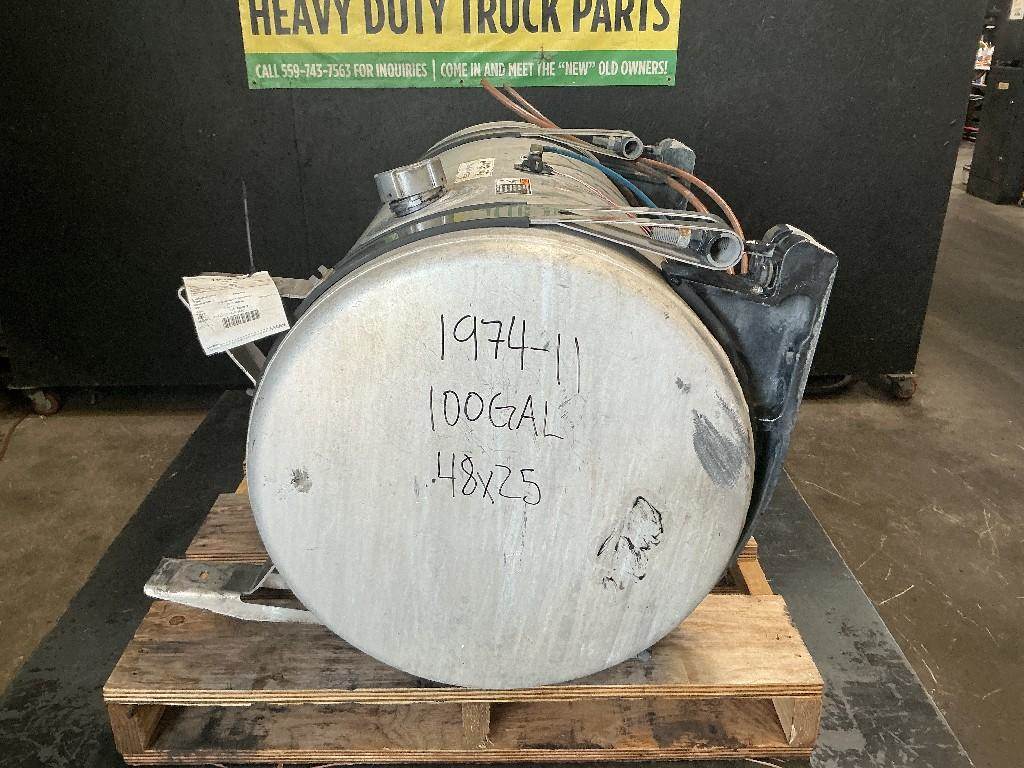 HEAVY DUTY TRUCK PARTS
CALL 559-743-7563 FOR INQUIRIES | COME IN AND MEET THE "NEW" OLD OWNERS!
1974-11
100GAL
48x25